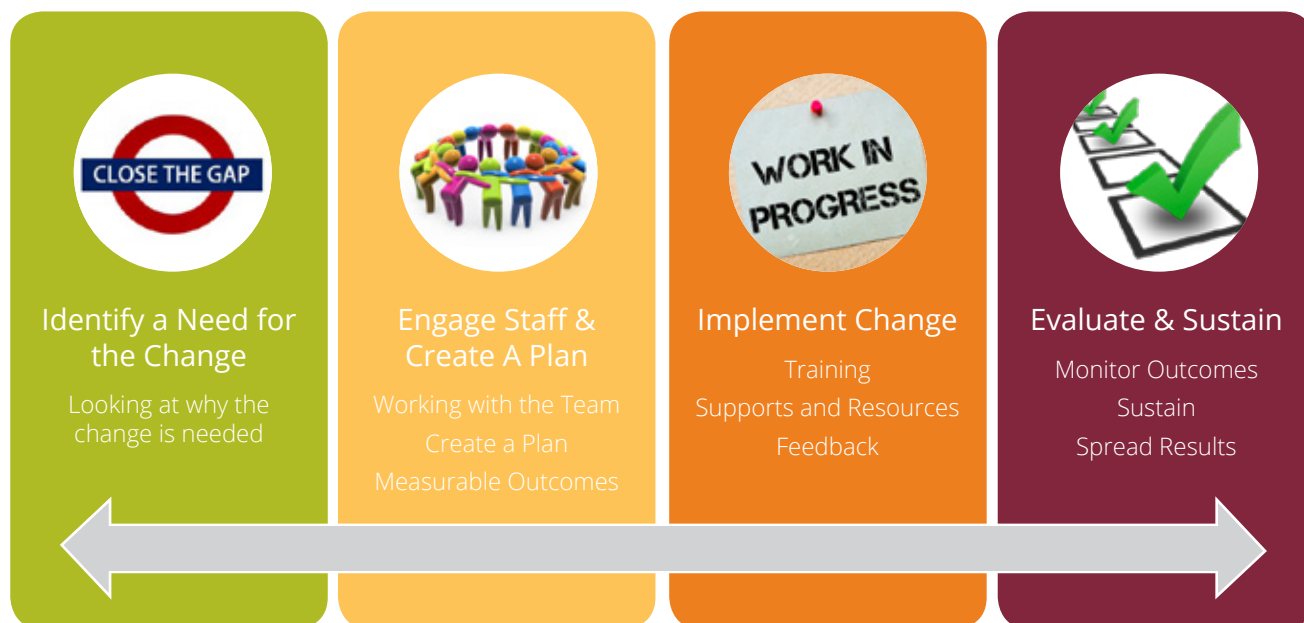 CLOSE THE GAP
Identify a Need for
the Change
Looking at why the
change is needed
Engage Staff &
Create A Plan
Working with the Team
Create a Plan
Measurable Outcomes
WORK IN
PROGRESS
Implement Change
Training
Supports and Resources
Feedback
Evaluate & Sustain
Monitor Outcomes
Sustain
Spread Results